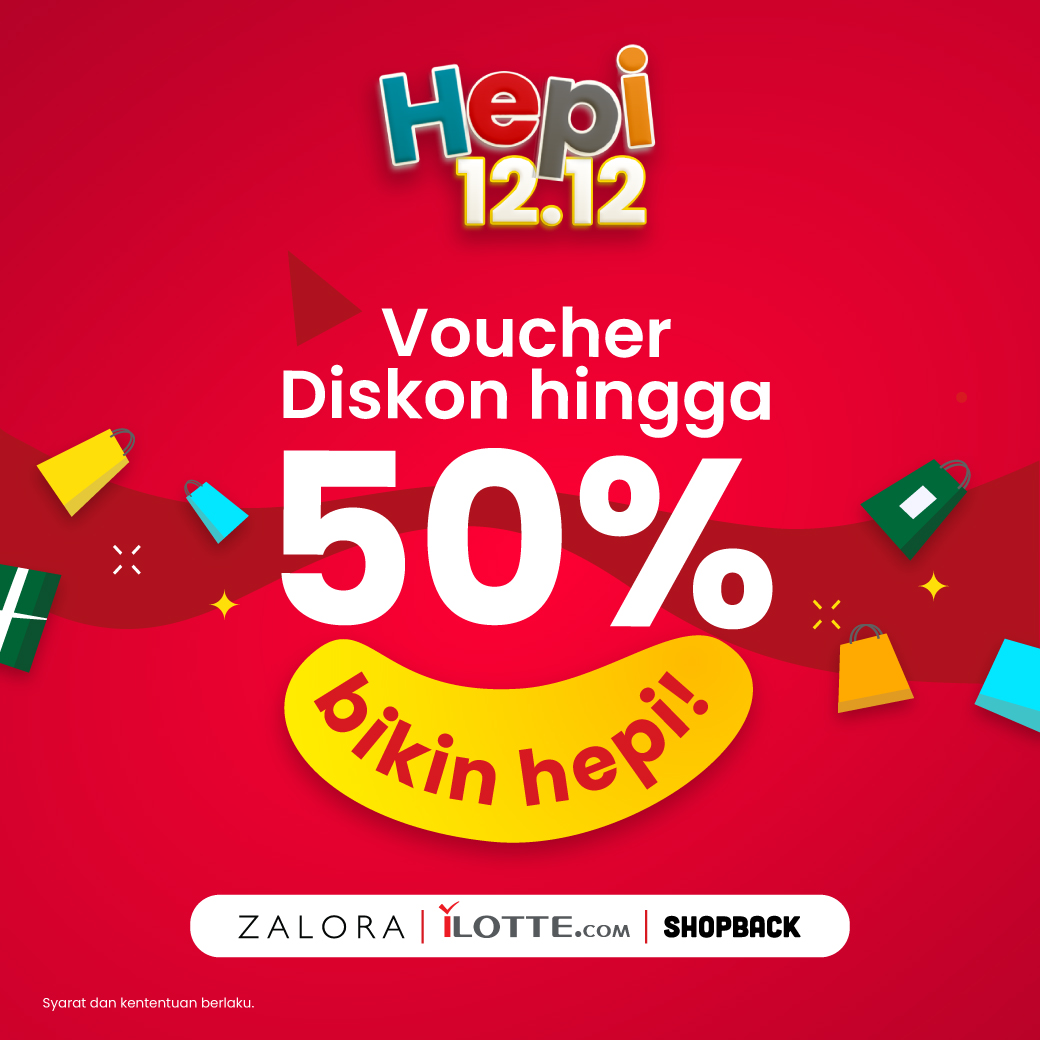 Hepi
12.12
Voucher
Diskon hingga
50%
bikin hepi!
ZALORA | iLOTTE.COM | SHOPBACK
Syarat dan kententuan berlaku.